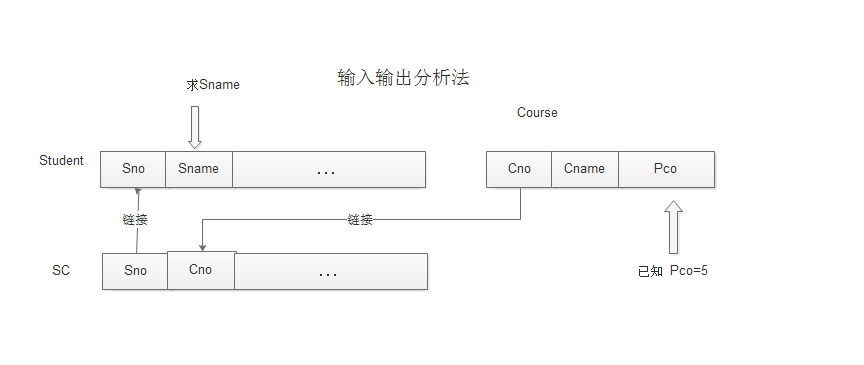 输入输出分析法
求Sname
Course
Student
Sno
Sname
...
Cno
Cname
Pco
链接
链接
SC
Sno
Cno
...
已知 Pco=5